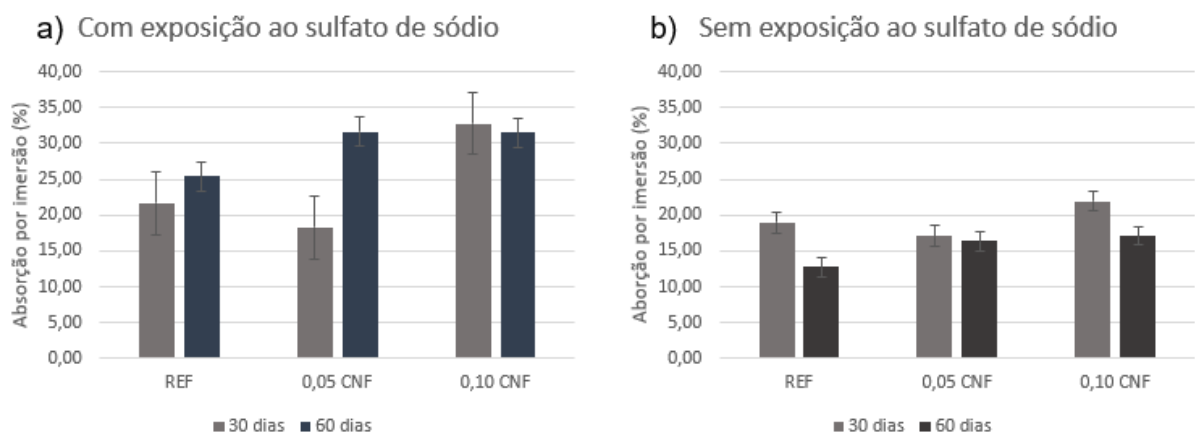 a) Com exposição ao sulfato de sódio
Absorção por imersão (%)
40,00
35,00
30,00
25,00
20,00
15,00
10,00
5,00
0,00
REF 0,05 CNF 0,10 CNF
30 dias 60 dias
b) Sem exposição ao sulfato de sódio
Aborção por imersão (%)
40,00
35,00
30,00
25,00
20,00
15,00
10,00
5,00
0,00
REF 0,05 CNF 0,10 CNF
30 dias 60 dias